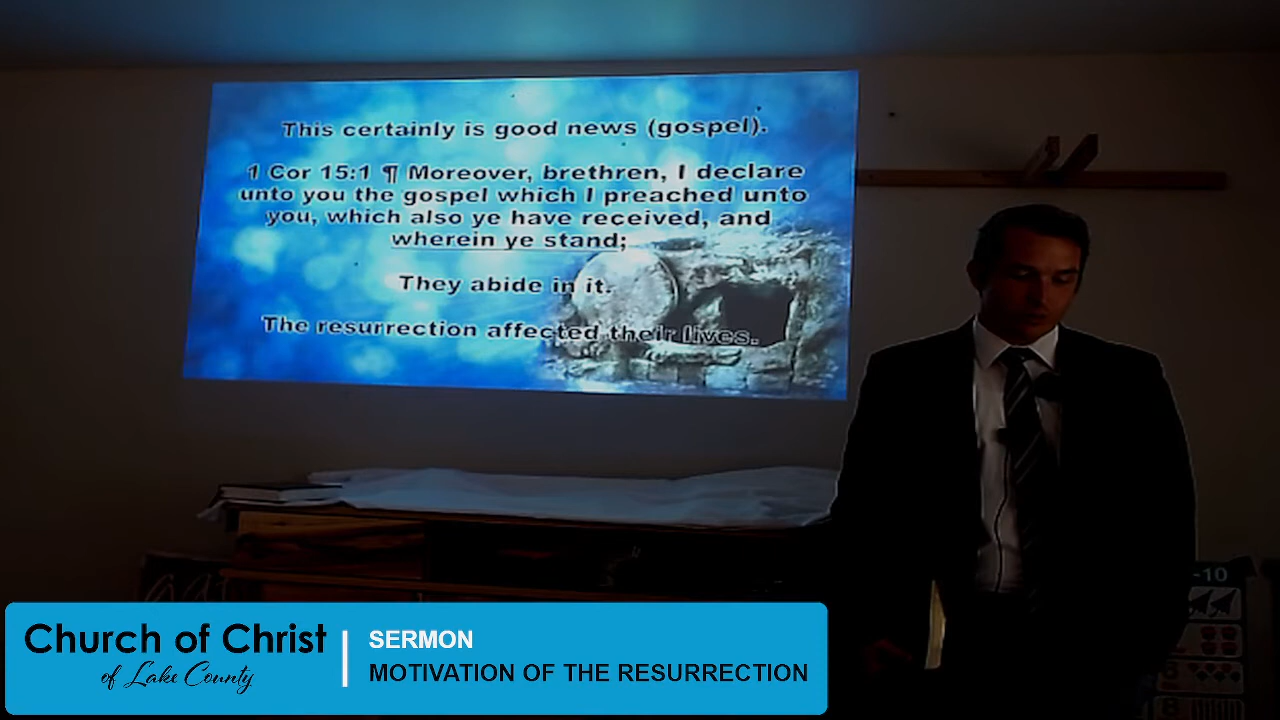 This certainly is good news (gospel).
1 Cor 15:1 ¶ Moreover, brethren, I declare
unto you the gospel which I preached unto
you, which also ye have received, and
wherein ye stand;
They abide in it.
The resurrection affected their lives.
-10
Church of Christ
of Lake County
SERMON
MOTIVATION OF THE RESURRECTION